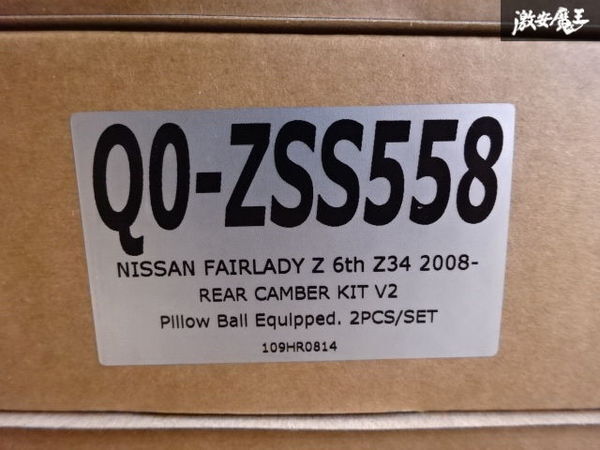 激安魔王
Q0-ZSS558
NISSAN FAIRLADY Z 6th Z34 2008-
REAR CAMBER KIT V2
Pillow Ball Equipped. 2PCS/SET
109HR0814